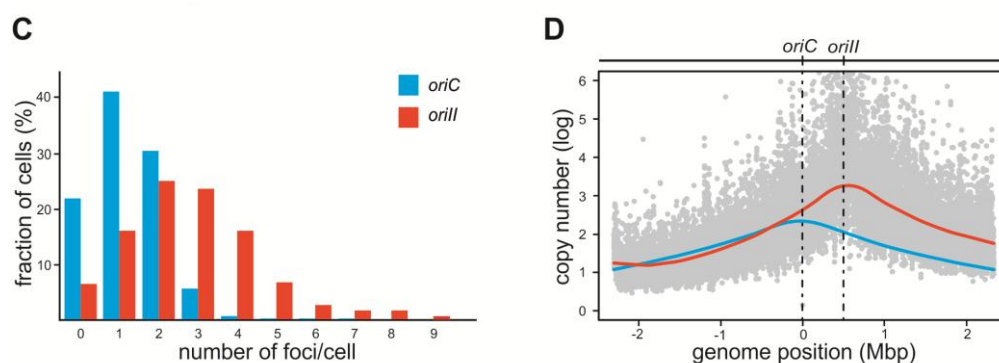 C
fraction of cells (%)
40
30
20
10
oriC
oriII
0 1 2 3 4 5 6 7 8 9
number of foci/cell
D
oriC oriII
copy number (log)
6
5
4
3
2
1
0
-2 -1 0 1 2
genome position (Mbp)